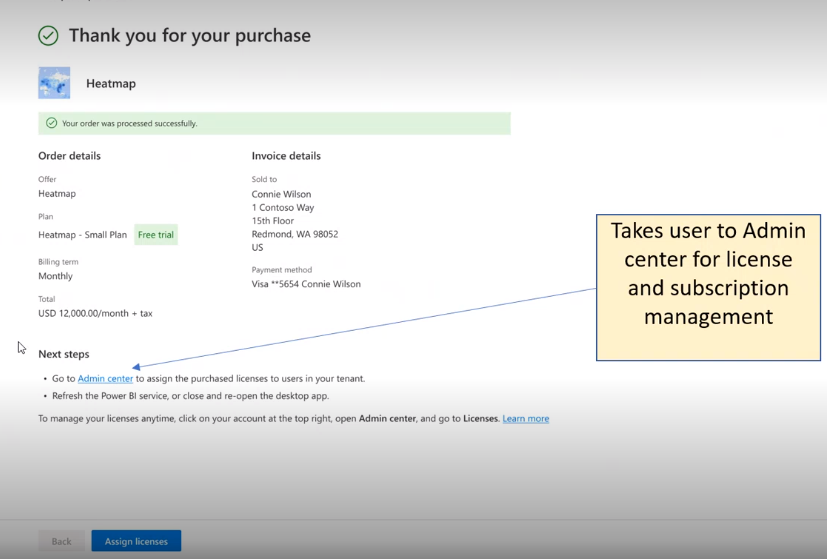 Thank you for your purchase
Heatmap
Your order was processed successfully.
Order details
Offer
Heatmap
Plan
Heatmap - Small Plan Free trial
Billing term
Monthly
Total
USD 12,000.00/month + tax
Invoice details
Sold to
Connie Wilson
1 Contoso Way
15th Floor
Redmond, WA 98052
US
Payment method
Visa **5654 Connie Wilson
Takes user to Admin
center for license
and subscription
management
Next steps
• Go to Admin center to assign the purchased licenses to users in your tenant.
• Refresh the Power BI service, or close and re-open the desktop app.
To manage your licenses anytime, click on your account at the top right, open Admin center, and go to Licenses. Learn more
Back
Assign licenses